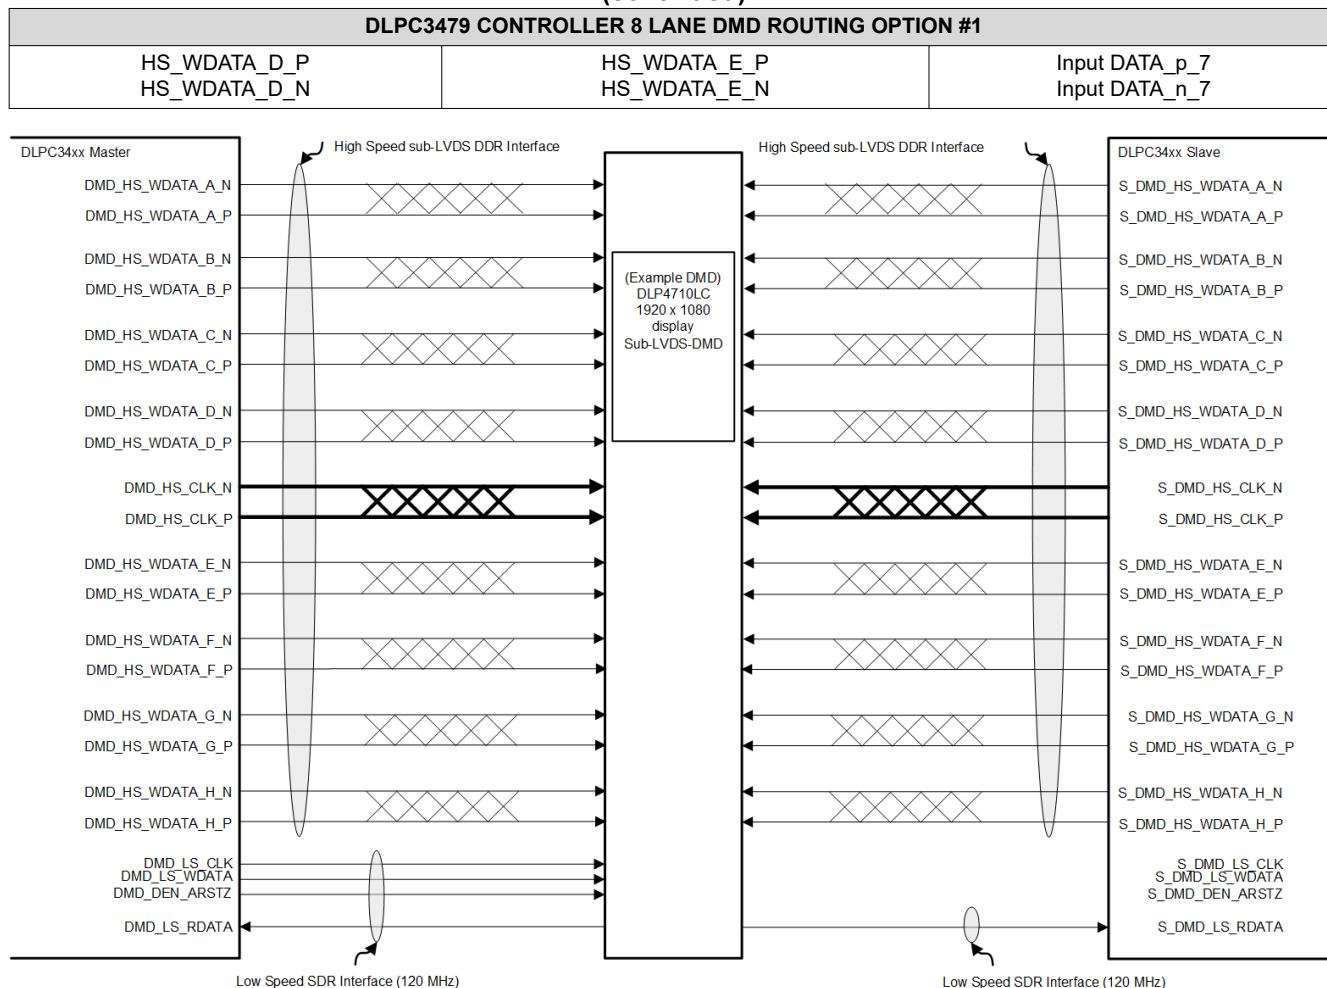 DLPC3479 CONTROLLER 8 LANE DMD ROUTING OPTION #1
HS_WDATA_D_P HS_WDATA_E_P Input DATA_p_7
HS_WDATA_D_N HS_WDATA_E_N Input DATA_n_7
High Speed sub-LVDS DDR Interface
High Speed sub-LVDS DDR Interface
DLPC34xx Master
DMD_HS_WDATA_A_N
DMD_HS_WDATA_A_P
DMD_HS_WDATA_B_N
DMD_HS_WDATA_B_P
DMD_HS_WDATA_C_N
DMD_HS_WDATA_C_P
DMD_HS_WDATA_D_N
DMD_HS_WDATA_D_P
DMD_HS_CLK_N
DMD_HS_CLK_P
DMD_HS_WDATA_E_N
DMD_HS_WDATA_E_P
DMD_HS_WDATA_F_N
DMD_HS_WDATA_F_P
DMD_HS_WDATA_G_N
DMD_HS_WDATA_G_P
DMD_HS_WDATA_H_N
DMD_HS_WDATA_H_P
DMD_LS_CLK
DMD_LS_WDATA
DMD_DEN_ARSTZ
DMD_LS_RDATA
(Example DMD)
DLP4710LC
1920 x 1080
display
Sub-LVDS-DMD
DLPC34xx Slave
S_DMD_HS_WDATA_A_N
S_DMD_HS_WDATA_A_P
S_DMD_HS_WDATA_B_N
S_DMD_HS_WDATA_B_P
S_DMD_HS_WDATA_C_N
S_DMD_HS_WDATA_C_P
S_DMD_HS_WDATA_D_N
S_DMD_HS_WDATA_D_P
S_DMD_HS_CLK_N
S_DMD_HS_CLK_P
S_DMD_HS_WDATA_E_N
S_DMD_HS_WDATA_E_P
S_DMD_HS_WDATA_F_N
S_DMD_HS_WDATA_F_P
S_DMD_HS_WDATA_G_N
S_DMD_HS_WDATA_G_P
S_DMD_HS_WDATA_H_N
S_DMD_HS_WDATA_H_P
S_DMD_LS_CLK
S_DMD_LS_WDATA
S_DMD_DEN_ARSTZ
S_DMD_LS_RDATA
Low Speed SDR Interface (120 MHz)
Low Speed SDR Interface (120 MHz)